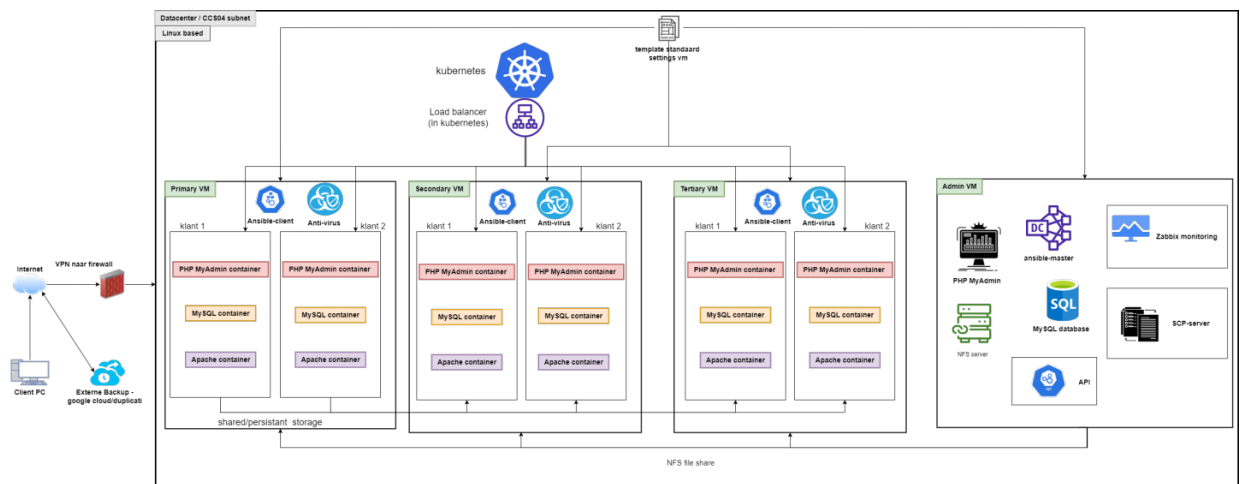 Datacenter / CCS04 subnet
Linux based
template standaard
settings vm
kubernetes
Load balancer
(in kubernetes)
Primary VM
Ansible-client
Anti-virus
klant 1
klant 2
PHP MyAdmin container
PHP MyAdmin container
MySQL container
MySQL container
Apache container
Apache container
shared/persistant storage
Secondary VM
Ansible-client
Anti-virus
klant 1
klant 2
PHP MyAdmin container
PHP MyAdmin container
MySQL container
MySQL container
Apache container
Apache container
Tertiary VM
Ansible-client
Anti-virus
klant 1
klant 2
PHP MyAdmin container
PHP MyAdmin container
MySQL container
MySQL container
Apache container
Apache container
Admin VM
PHP MyAdmin
DC
ansible-master
Zabbix monitoring
NFS server
SQL
MySQL database
SCP-server
API
NFS file share
Internet
VPN naar firewall
Client PC
Externe Backup -
google cloud/duplicati